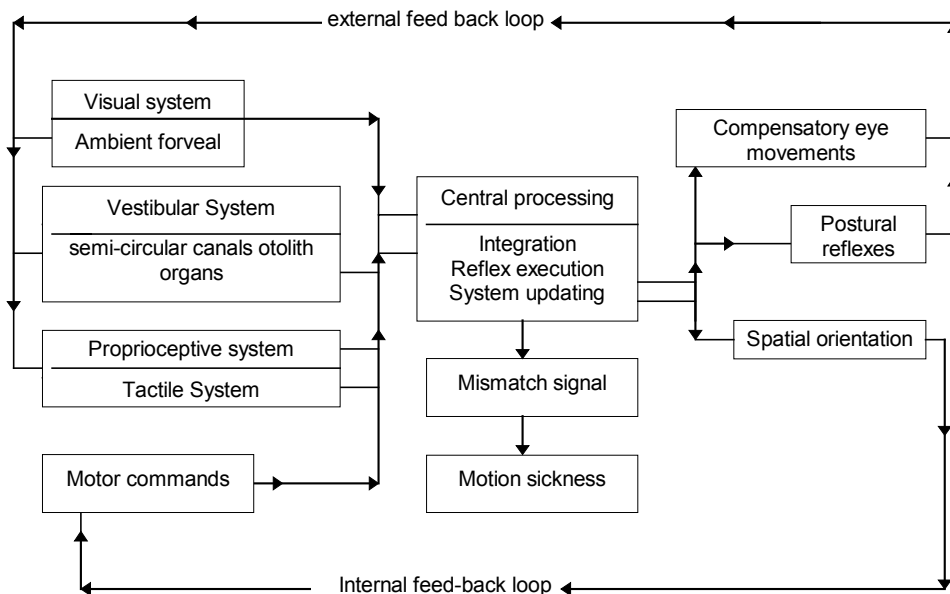 external feed back loop
Visual system
Ambient forveal
Vestibular System
semi-circular canals otolith
organs
Proprioceptive system
Tactile System
Motor commands
Central processing
Integration
Reflex execution
System updating
Mismatch signal
Motion sickness
Compensatory eye
movements
Postural
reflexes
Spatial orientation
Internal feed-back loop